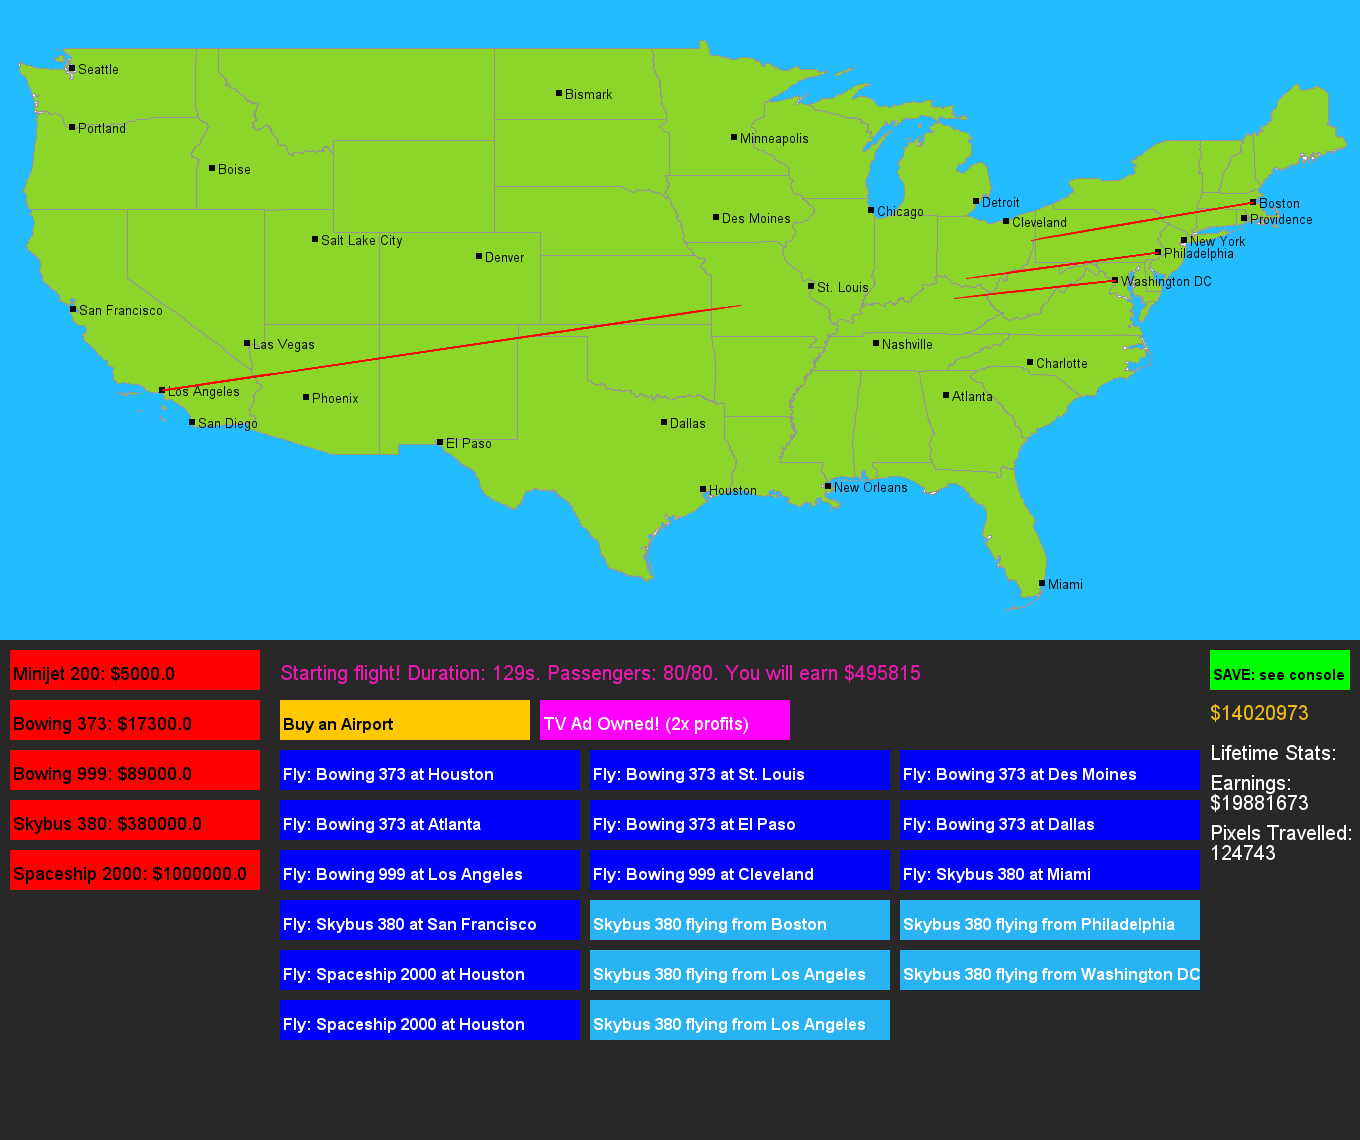 Seattle
Bismark
Portland
Minneapolis
Boise
Detroit
Boston
Chicago
Des Moines
Providence
Cleveland
Salt Lake City
New York
Denver
Philadelphia
Washington DC
St. Louis
San Francisco
Las Vegas
Nashville
Charlotte
Los Angeles
Phoenix
Atlanta
San Diego
Dallas
El Paso
Houston
New Orleans
Miami
Minijet 200: $5000.0
Bowing 373: $17300.0
Bowing 999: $89000.0
Skybus 380: $380000.0
Spaceship 2000: $1000000.0
Starting flight! Duration: 129s. Passengers: 80/80. You will earn $495815
Buy an Airport
TV Ad Owned! (2x profits)
Fly: Bowing 373 at Houston
Fly: Bowing 373 at St. Louis
Fly: Bowing 373 at Des Moines
Fly: Bowing 373 at Atlanta
Fly: Bowing 373 at El Paso
Fly: Bowing 373 at Dallas
Fly: Bowing 999 at Los Angeles
Fly: Bowing 999 at Cleveland
Fly: Skybus 380 at Miami
Fly: Skybus 380 at San Francisco
Skybus 380 flying from Boston
Skybus 380 flying from Philadelphia
Fly: Spaceship 2000 at Houston
Skybus 380 flying from Los Angeles
Skybus 380 flying from Washington DC
Fly: Spaceship 2000 at Houston
Skybus 380 flying from Los Angeles
SAVE: see console
$14020973
Lifetime Stats:
Earnings:
$19881673
Pixels Travelled:
124743